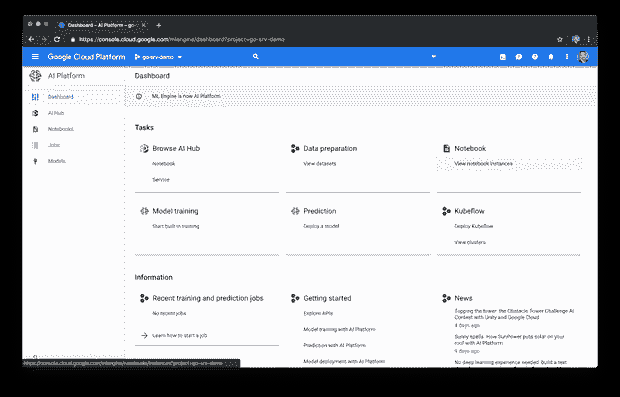 Dashboard – AI Platform – go-
https://console.cloud.google.com/mlengine/dashboard?project=go-srv-demo
Google Cloud Platform
go-srv-demo
AI Platform
Dashboard
Dashboard
ML Engine is now AI Platform
AI Hub
Notebooks
Jobs
Models
Tasks
Browse AI Hub
Notebook
Service
Data preparation
View datasets
Notebook
View notebook instances
Model training
Start built in training
Prediction
Deploy a model
Kubeflow
Deploy Kubeflow
View clusters
Information
Recent training and prediction jobs
No recent jobs
Learn how to start a job
Getting started
Explore APIs
Model training with AI Platform
Prediction with AI Platform
Model deployment with AI Platform
News
Topping the tower: the Obstacle Tower Challenge AI
Contest with Unity and Google Cloud
4 days ago
Sunny spells: How SunPower puts solar on your
roof with AI Platform
4 days ago
No deep learning experience needed: build a text
https://console.cloud.google.com/mlengine/notebooks/instances?project=go-srv-demo